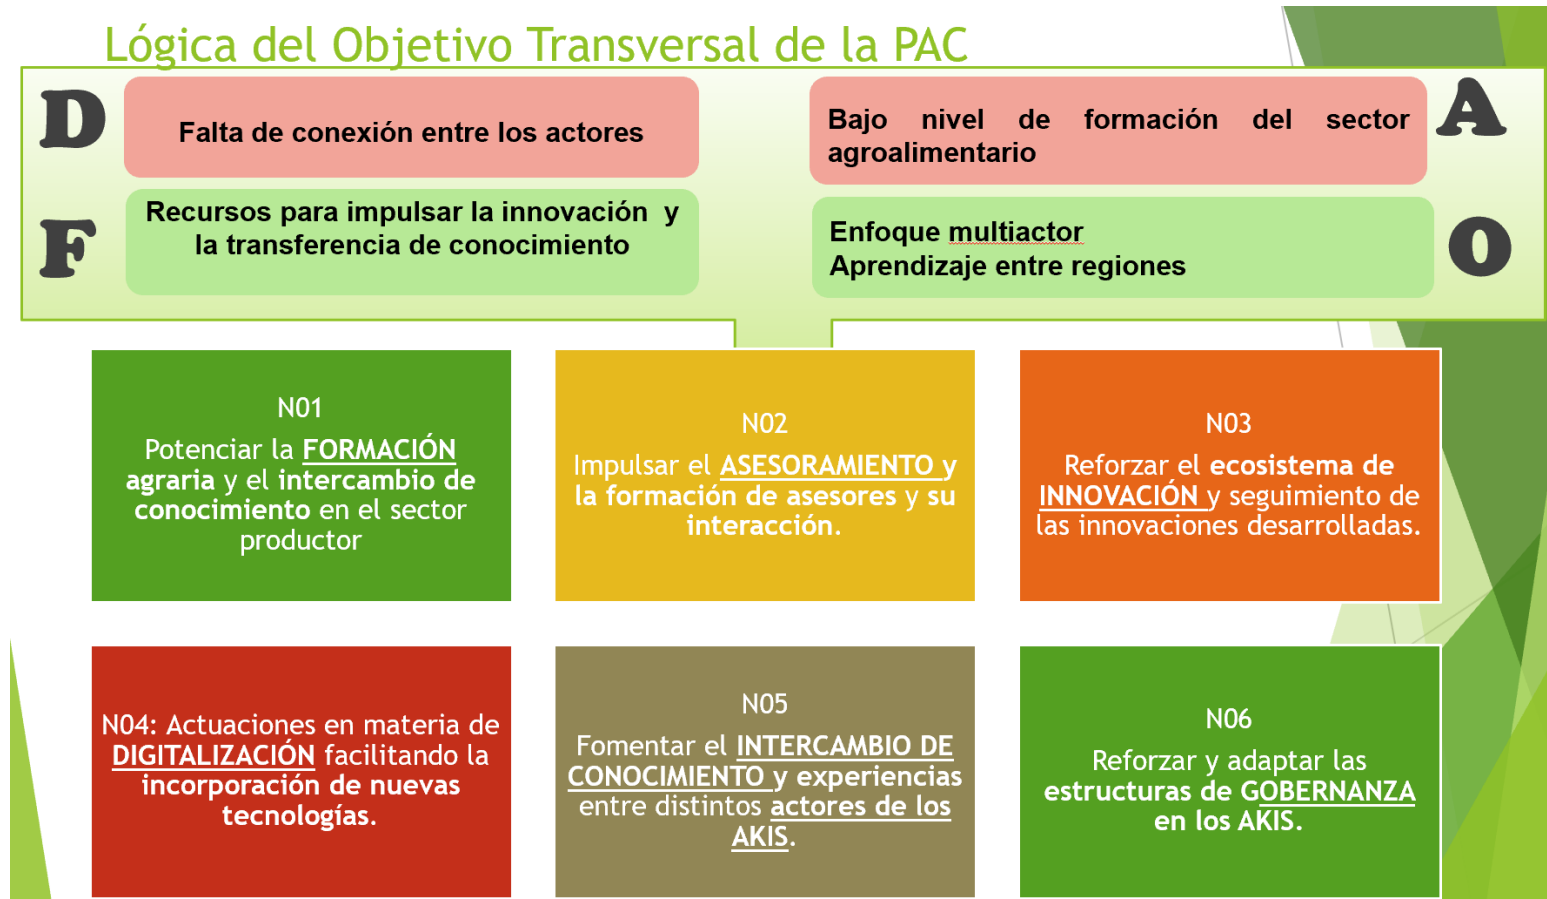 Lógica del Objetivo Transversal de la PAC
D
Falta de conexión entre los actores
Bajo nivel de formación del sector
agroalimentario
A
F
Recursos para impulsar la innovación y
la transferencia de conocimiento
Enfoque multiactor
Aprendizaje entre regiones
O
N01
Potenciar la FORMACIÓN
agraria y el intercambio de
conocimiento en el sector
productor
N02
Impulsar el ASESORAMIENTO y
la formación de asesores y su
interacción.
N03
Reforzar el ecosistema de
INNOVACIÓN y seguimiento de
las innovaciones desarrolladas.
N04: Actuaciones en materia de
DIGITALIZACIÓN facilitando la
incorporación de nuevas
tecnologías.
N05
Fomentar el INTERCAMBIO DE
CONOCIMIENTO y experiencias
entre distintos actores de los
AKIS.
N06
Reforzar y adaptar las
estructuras de GOBERNANZA
en los AKIS.